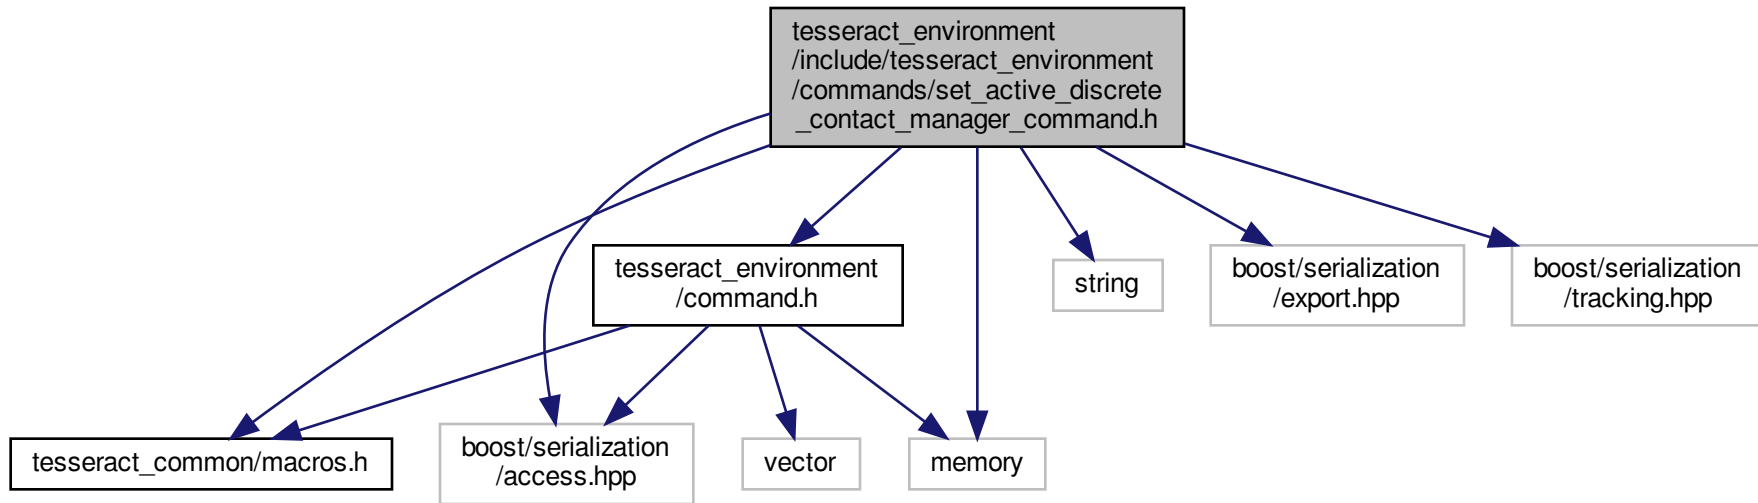 tesseract_environment
/include/tesseract_environment
/commands/set_active_discrete
_contact_manager_command.h
tesseract_environment
/command.h
string
boost/serialization
/export.hpp
boost/serialization
/tracking.hpp
tesseract_common/macros.h
boost/serialization
/access.hpp
vector
memory